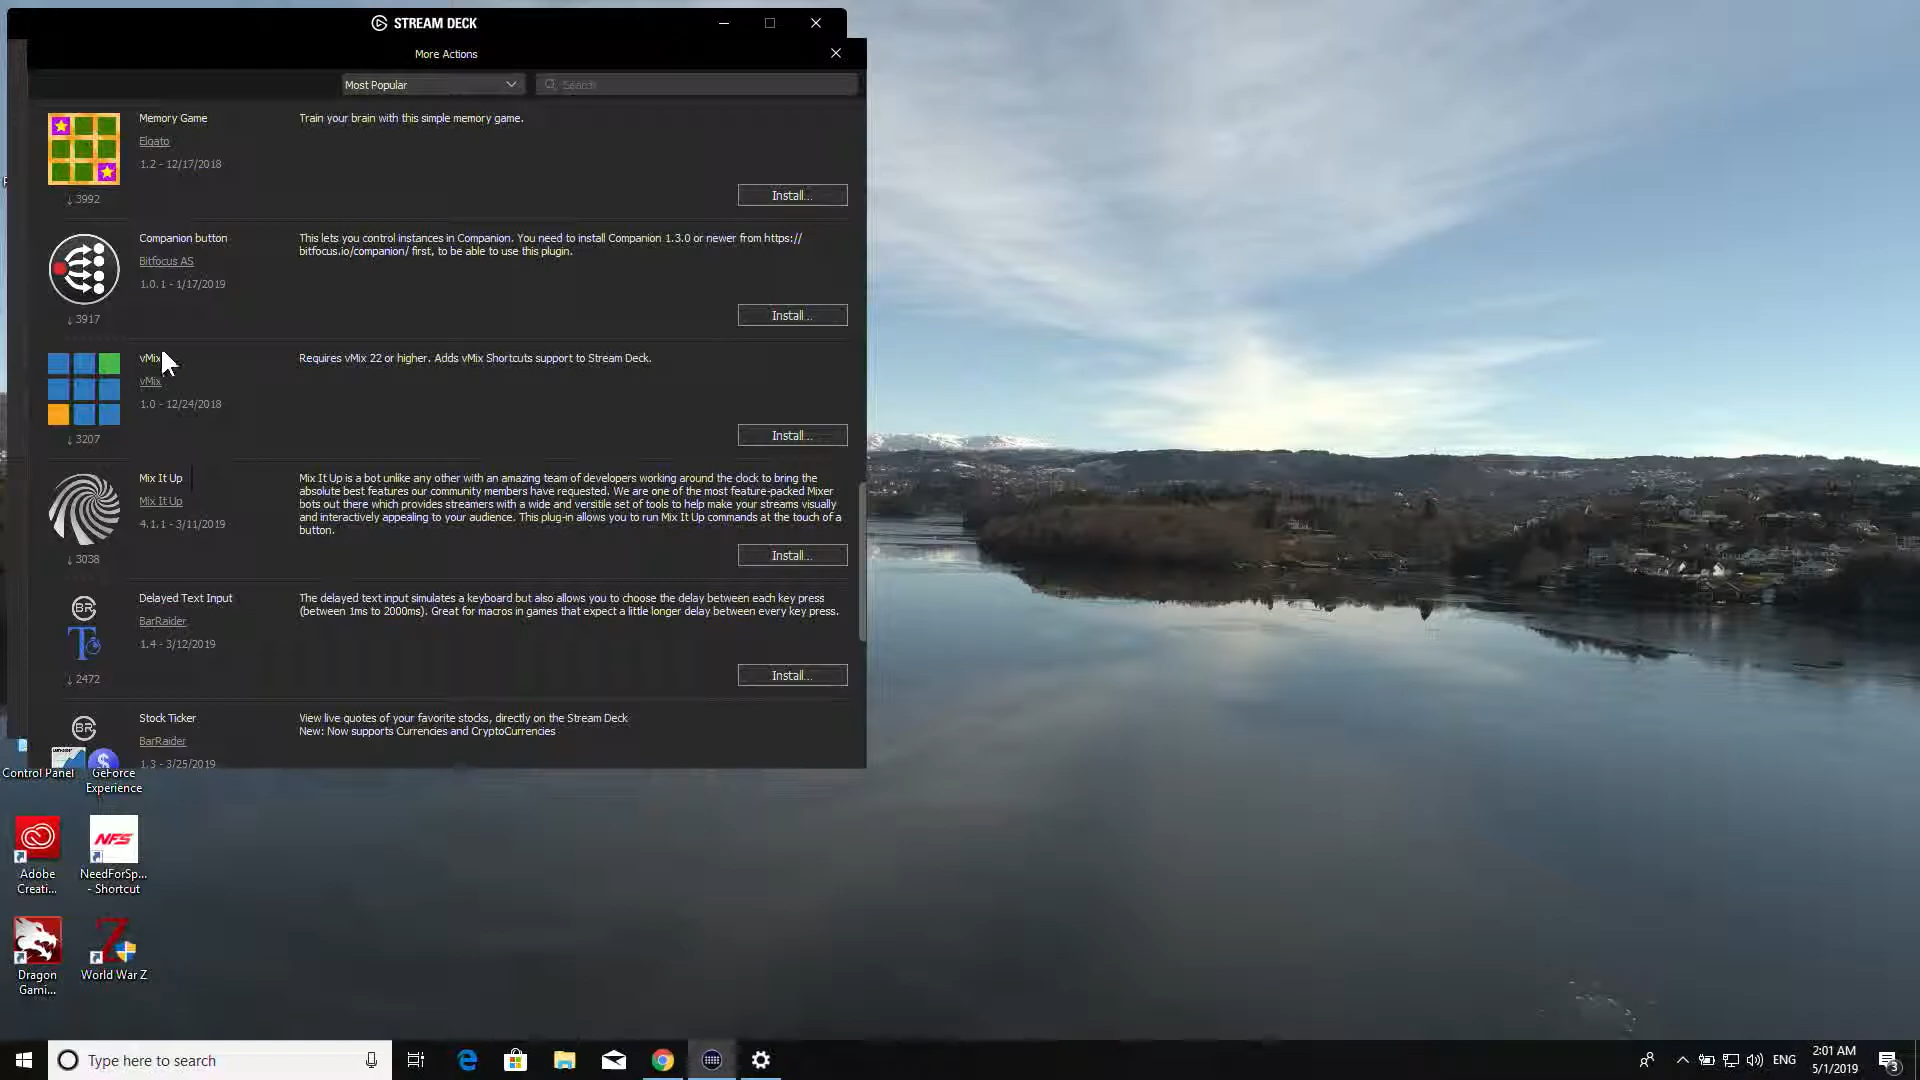 STREAM DECK
More Actions
Most Popular
Search
Memory Game
Train your brain with this simple memory game.
Elgato
1.2 - 12/17/2018
↓ 3992
Install...
Companion button
This lets you control instances in Companion. You need to install Companion 1.3.0 or newer from https://
bitfocus.io/companion/ first, to be able to use this plugin.
Bitfocus AS
1.0.1 - 1/17/2019
↓ 3917
Install...
vMix
Requires vMix 22 or higher. Adds vMix Shortcuts support to Stream Deck.
vMix
1.0 - 12/24/2018
↓ 3207
Install...
Mix It Up
Mix It Up is a bot unlike any other with an amazing team of developers working around the clock to bring the
absolute best features our community members have requested. We are one of the most feature-packed Mixer
bots out there which provides streamers with a wide and versitile set of tools to help make your streams visually
and interactively appealing to your audience. This plug-in allows you to run Mix It Up commands at the touch of a
button.
Mix It Up
4.1.1 - 3/11/2019
↓ 3038
Install...
Delayed Text Input
The delayed text input simulates a keyboard but also allows you to choose the delay between each key press
(between 1ms to 2000ms). Great for macros in games that expect a little longer delay between every key press.
BarRaider
1.4 - 3/12/2019
BR
T
↓ 2472
Install...
Stock Ticker
View live quotes of your favorite stocks, directly on the Stream Deck
New: Now supports Currencies and CryptoCurrencies
BR
BarRaider
1.3 - 3/25/2019
$
Control Panel
GeForce
Experience
NFS
Adobe
Creati...
NeedForSp...
- Shortcut
Z
Dragon
Gami...
World War Z
Type here to search
ENG
2:01 AM
5/1/2019
3